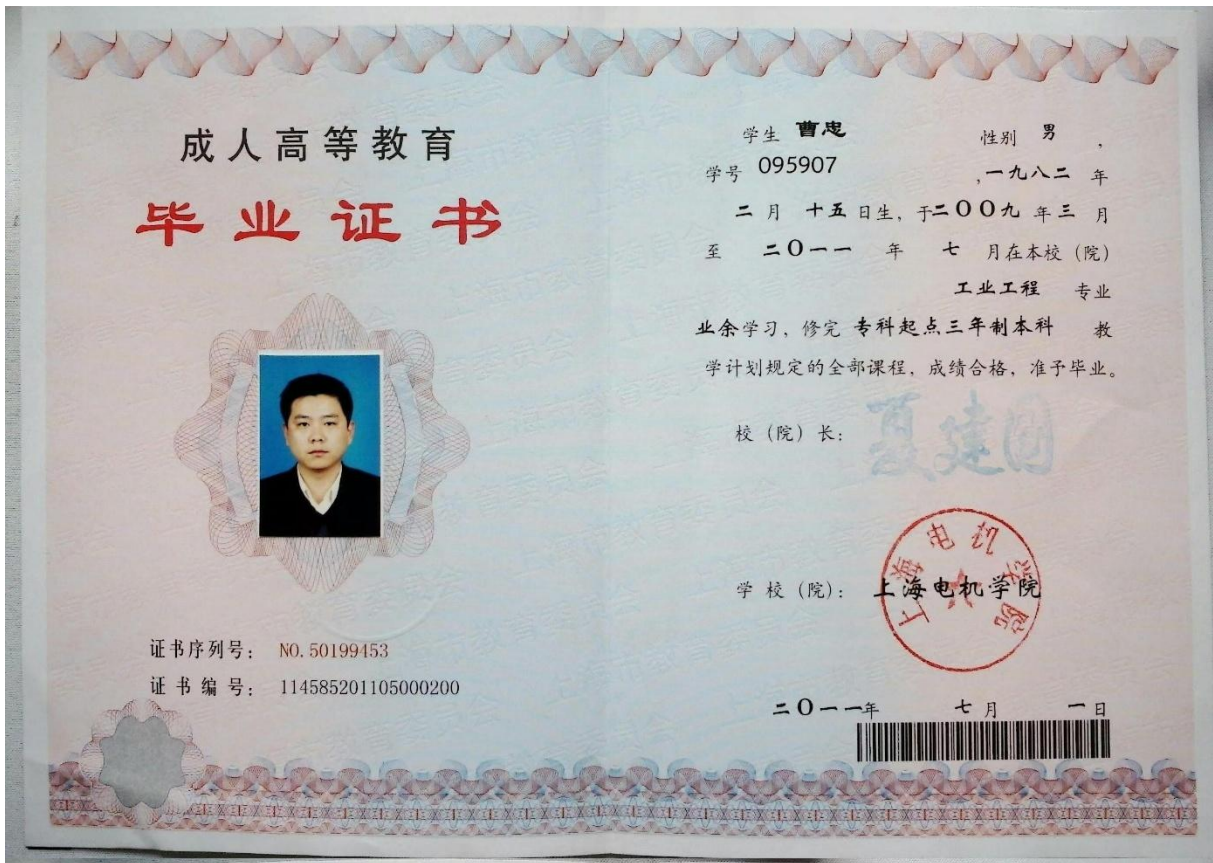 成人高等教育
毕业证书
证书序列号： NO. 50199453
证书编号： 114585201105000200
学生 曹忠 性别 男 ，
学号 095907 ，一九八二 年
二 月 十五 日生，于二〇〇九 年 三 月
至 二〇一一 年 七 月在本校（院）
工业工程 专业
业余学习，修完 专科起点三年制本科 教
学计划规定的全部课程，成绩合格，准予毕业。
校（院）长： 夏建国
学校（院）： 上海电机学院
上海电机学院
二〇一一年 七 月 一 日